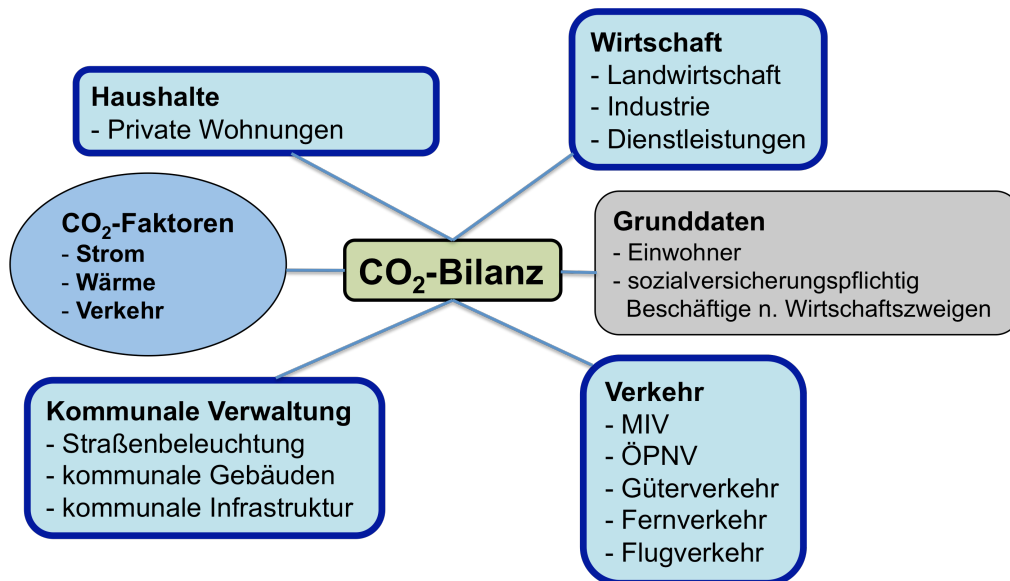 Haushalte
- Private Wohnungen
Wirtschaft
- Landwirtschaft
- Industrie
- Dienstleistungen
CO₂-Faktoren
- Strom
- Wärme
- Verkehr
CO₂-Bilanz
Grunddaten
- Einwohner
- sozialversicherungspflichtig
Beschäftige n. Wirtschaftszweigen
Kommunale Verwaltung
- Straßenbeleuchtung
- kommunale Gebäuden
- kommunale Infrastruktur
Verkehr
- MIV
- ÖPNV
- Güterverkehr
- Fernverkehr
- Flugverkehr